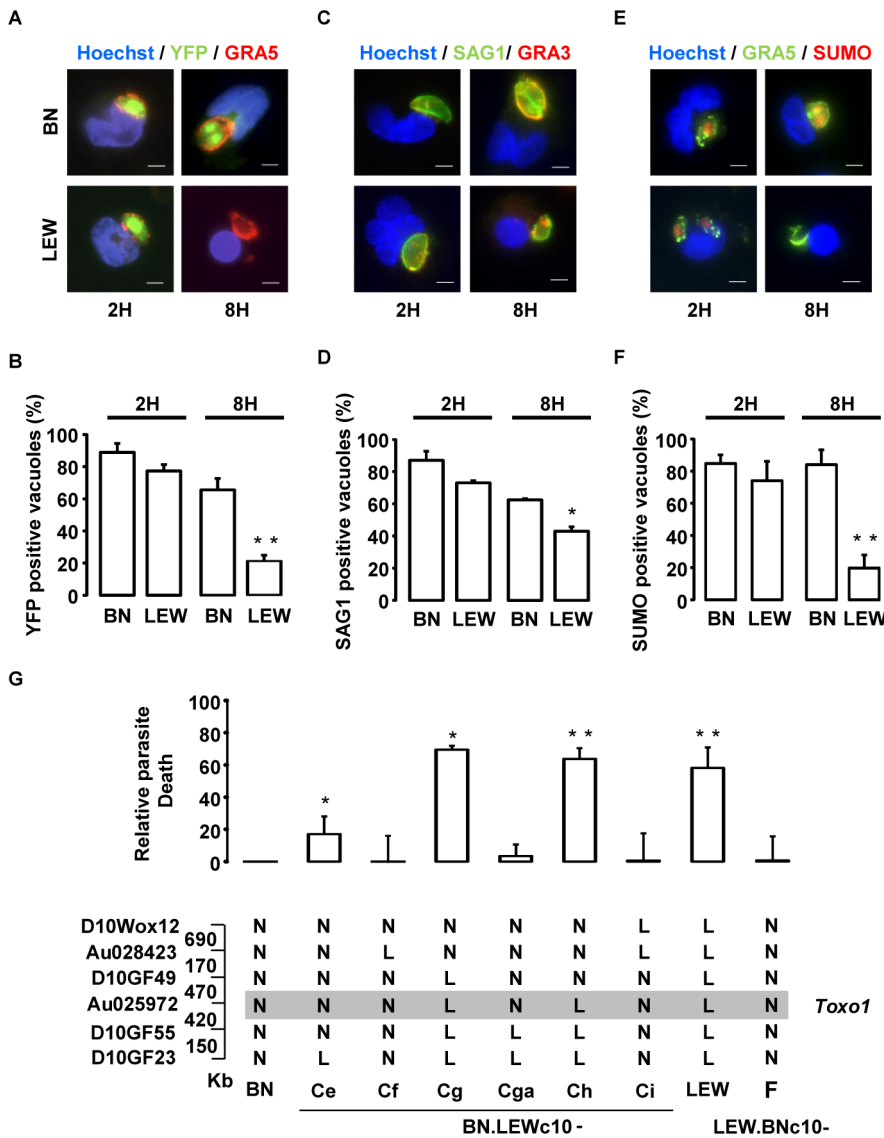 A
C
E
Hoechst / YFP / GRA5
Hoechst / SAG1/ GRA3
Hoechst / GRA5 / SUMO
BN
LEW
2H
8H
2H
8H
2H
8H
B
D
F
2H
8H
YFP positive vacuoles (%)
100
80
60
40
20
0
* *
BN
LEW
BN
LEW
2H
8H
SAG1 positive vacuoles (%)
100
80
60
40
20
0
*
BN
LEW
BN
LEW
2H
8H
SUMO positive vacuoles (%)
100
80
60
40
20
0
* *
BN
LEW
BN
LEW
G
Relative parasite
Death
100
80
60
40
20
0
* * * * * *
D10Wox12 N N N N N N L L N
690
Au028423 N N L N N N L L N
170
D10GF49 N N N L N N N L N
470
Au025972 N N N L N L N L N Toxo1
420
D10GF55 N N N L L L N L N
150
D10GF23 N L N L L L N L N
Kb BN Ce Cf Cg Cga Ch Ci LEW F
BN.LEWc10 - LEW.BNc10-